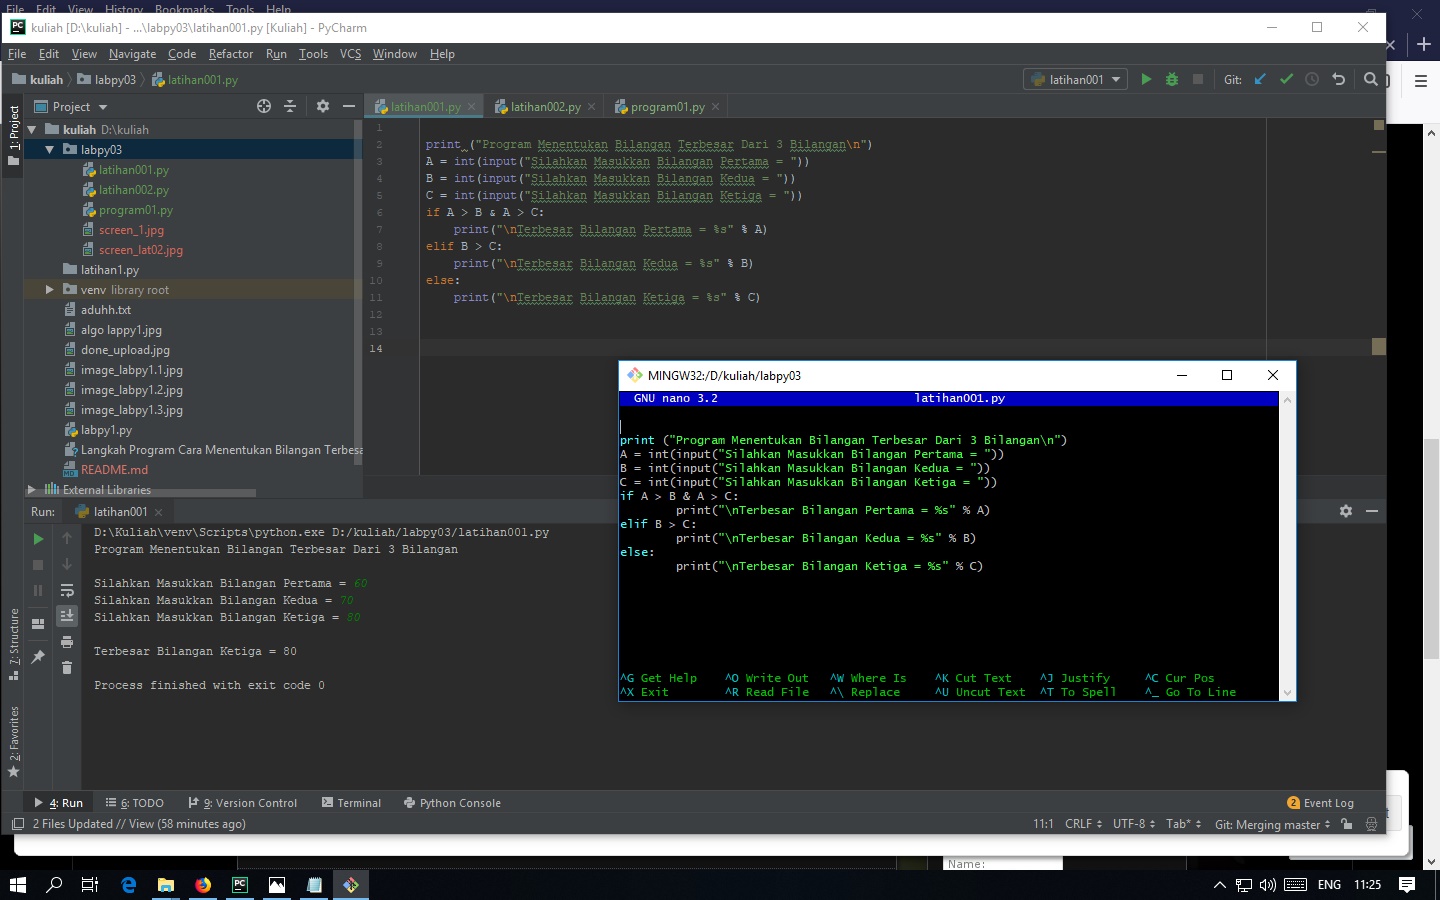 File Edit View History Bookmarks Tools Help
kuliah [D:\kuliah] - ...\labpy03\latihan001.py [Kuliah] - PyCharm
File Edit View Navigate Code Refactor Run Tools VCS Window Help
kuliah labpy03 latihan001.py
latihan001 Git:
1: Project
Project
kuliah D:\kuliah
labpy03
latihan001.py
latihan002.py
program01.py
screen_1.jpg
screen_lat02.jpg
latihan1.py
venv library root
aduhh.txt
algo lappy1.jpg
done_upload.jpg
image_labpy1.1.jpg
image_labpy1.2.jpg
image_labpy1.3.jpg
labpy1.py
Langkah Program Cara Menentukan Bilangan Terbesa
README.md
External Libraries
latihan001.py latihan002.py program01.py
1
2 print ("Program Menentukan Bilangan Terbesar Dari 3 Bilangan\n")
3 A = int(input("Silahkan Masukkan Bilangan Pertama = "))
4 B = int(input("Silahkan Masukkan Bilangan Kedua = "))
5 C = int(input("Silahkan Masukkan Bilangan Ketiga = "))
6 if A > B & A > C:
7 print("\nTerbesar Bilangan Pertama = %s" % A)
8 elif B > C:
9 print("\nTerbesar Bilangan Kedua = %s" % B)
10 else:
11 print("\nTerbesar Bilangan Ketiga = %s" % C)
12
13
14
MINGW32:/D/kuliah/labpy03
GNU nano 3.2 latihan001.py
print ("Program Menentukan Bilangan Terbesar Dari 3 Bilangan\n")
A = int(input("Silahkan Masukkan Bilangan Pertama = "))
B = int(input("Silahkan Masukkan Bilangan Kedua = "))
C = int(input("Silahkan Masukkan Bilangan Ketiga = "))
if A > B & A > C:
print("\nTerbesar Bilangan Pertama = %s" % A)
elif B > C:
print("\nTerbesar Bilangan Kedua = %s" % B)
else:
print("\nTerbesar Bilangan Ketiga = %s" % C)
^G Get Help ^O Write Out ^W Where Is ^K Cut Text ^J Justify ^C Cur Pos
^X Exit ^R Read File ^\ Replace ^U Uncut Text ^T To Spell ^_ Go To Line
Run: latihan001
D:\Kuliah\venv\Scripts\python.exe D:/kuliah/labpy03/latihan001.py
Program Menentukan Bilangan Terbesar Dari 3 Bilangan
Silahkan Masukkan Bilangan Pertama = 60
Silahkan Masukkan Bilangan Kedua = 70
Silahkan Masukkan Bilangan Ketiga = 80
Terbesar Bilangan Ketiga = 80
Process finished with exit code 0
7: Structure
2: Favorites
4: Run 6: TODO 9: Version Control Terminal Python Console
2 Event Log
2 Files Updated // View (58 minutes ago)
11:1 CRLF UTF-8 Tab* Git: Merging master
Name:
ENG 11:25